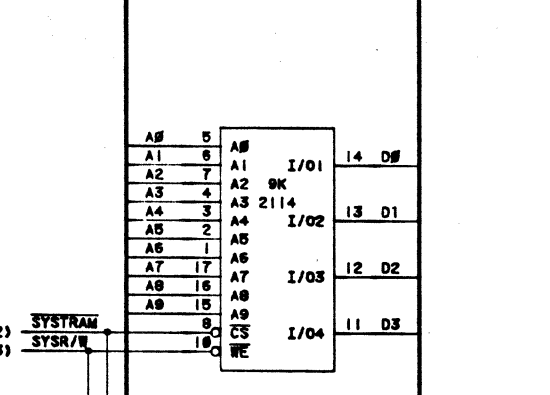 A0 5 A0
A1 6 A1 I/O1 14 D0
A2 7 A2 9K
A3 4 A3 2114
A4 3 A4 I/O2 13 D1
A5 2 A5
A6 1 A6
A7 17 A7 I/O3 12 D2
A8 16 A8
A9 15 A9
2) SYSTRAM 8 CS I/O4 11 D3
3) SYSR/W 10 WE